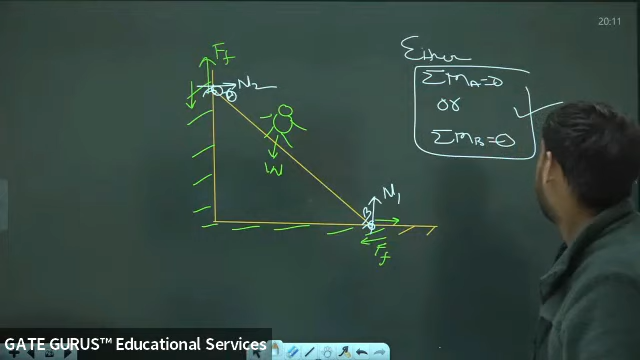 20:11
Either
ΣMA=0
or
ΣMB=0
Ff
N2
W
N1
B
Ff
GATE GURUS™ Educational Services